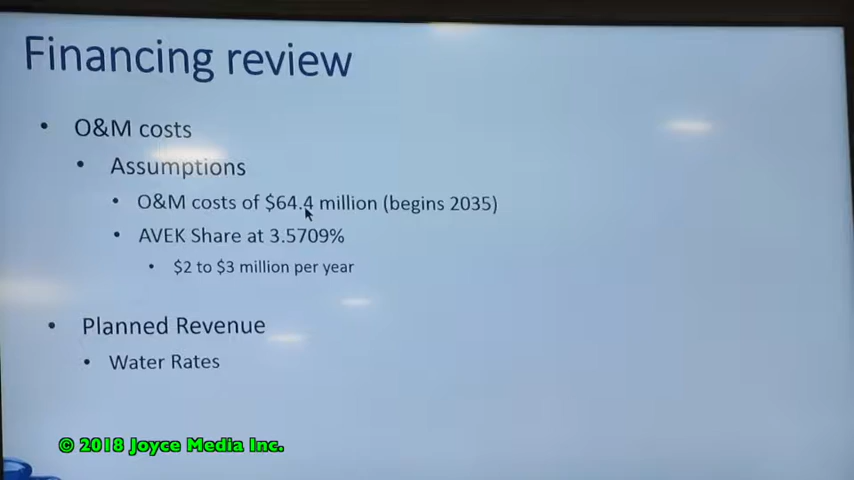 Financing review
• O&M costs
• Assumptions
• O&M costs of $64.4 million (begins 2035)
• AVEK Share at 3.5709%
• $2 to $3 million per year
• Planned Revenue
• Water Rates
© 2018 Joyce Media Inc.